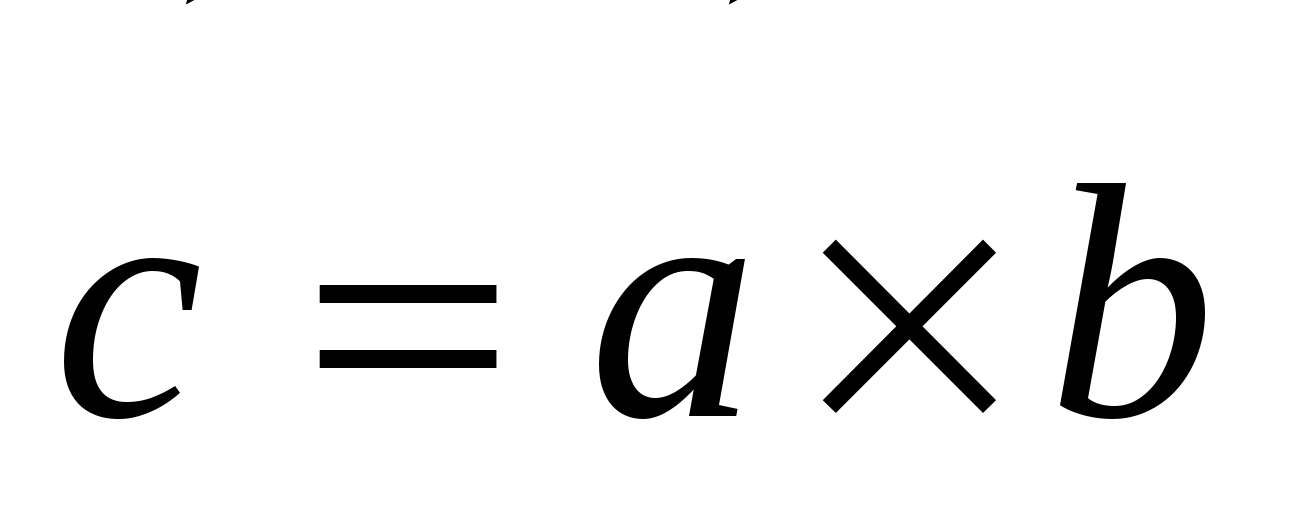 c = a × b